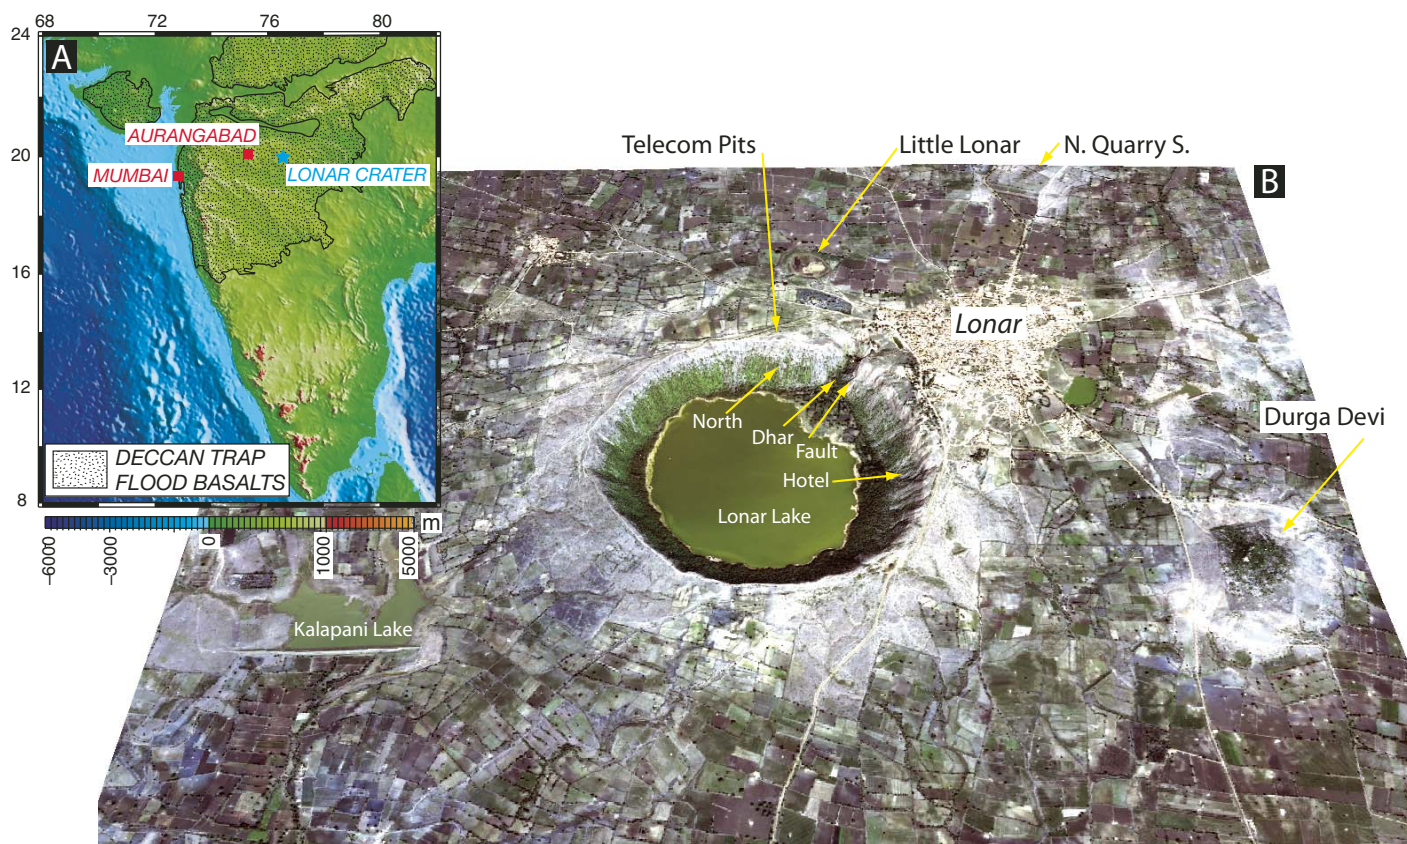 68 72 76 80
24
20
16
12
8
A
AURANGABAD
MUMBAI
LONAR CRATER
DECCAN TRAP
FLOOD BASALTS
m
−6000 −3000 0 1000 5000
B
Telecom Pits
Little Lonar
N. Quarry S.
Lonar
Durga Devi
North
Dhar
Fault
Hotel
Lonar Lake
Kalapani Lake